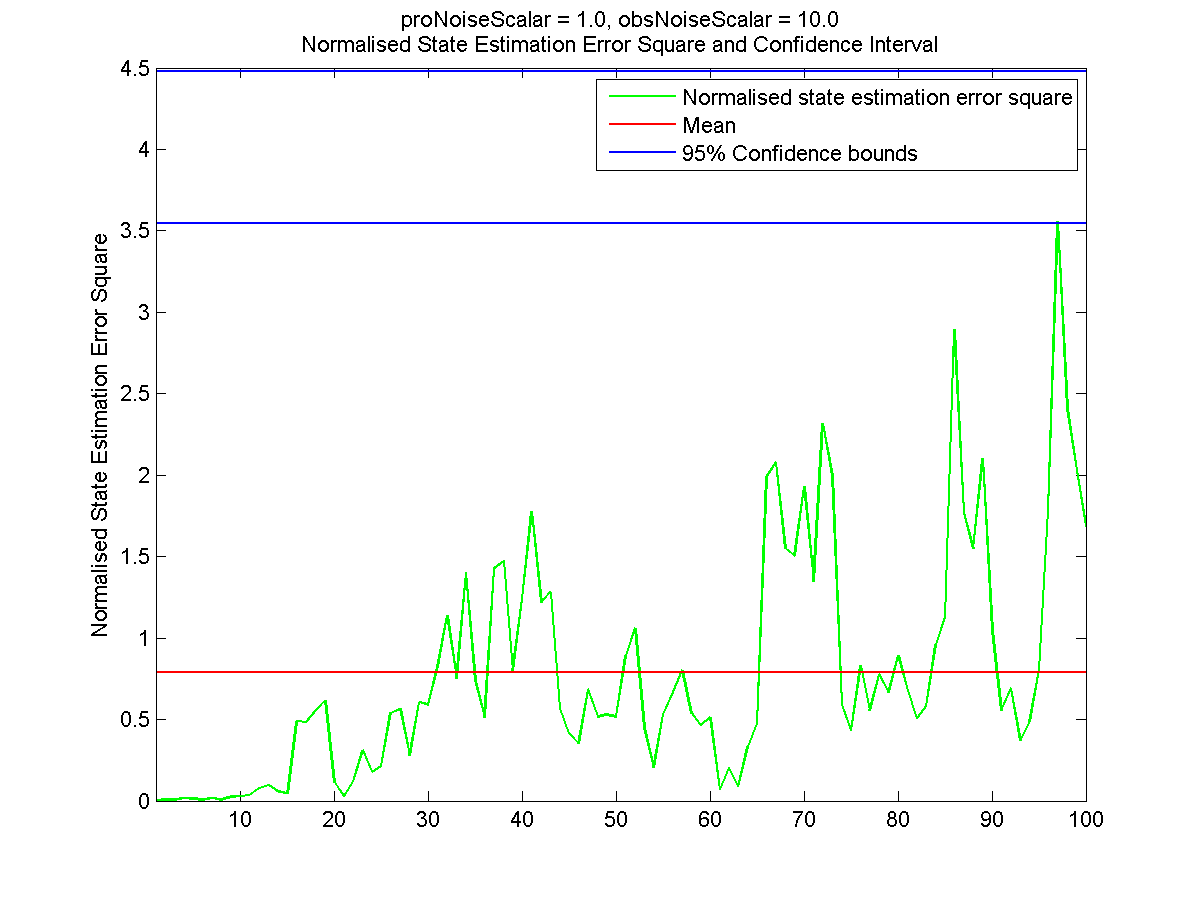 proNoiseScalar = 1.0, obsNoiseScalar = 10.0
Normalised State Estimation Error Square and Confidence Interval
Normalised state estimation error square
Mean
95% Confidence bounds
Normalised State Estimation Error Square
4.5
4
3.5
3
2.5
2
1.5
1
0.5
0
10 20 30 40 50 60 70 80 90 100